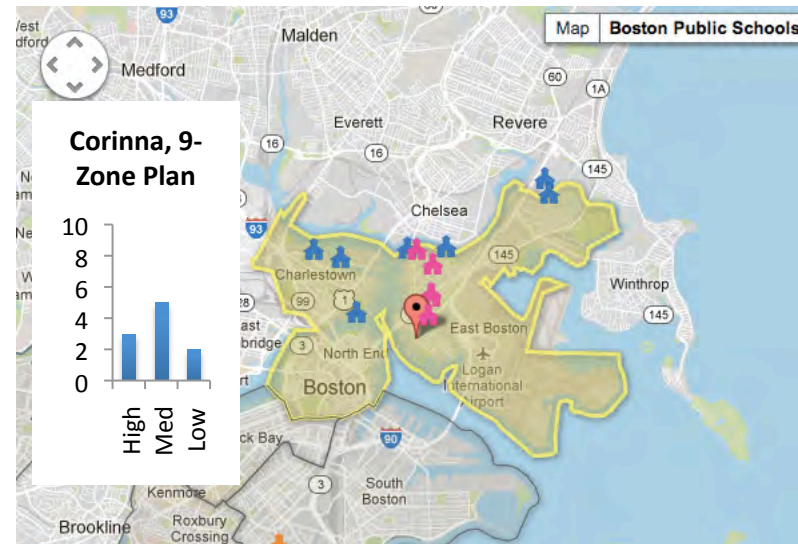 Map Boston Public Schools
93
Malden
Medford
60
1A
Everett
Revere
16
16
145
Chelsea
93
Charlestown
145
Winthrop
28
99
1
145
East Boston
3
North End
Logan
International
Airport
Boston
90
3
South
Boston
Kenmore
Brookline
Roxbury
Crossing
Corinna, 9-
Zone Plan
10
8
6
4
2
0
High
Med
Low